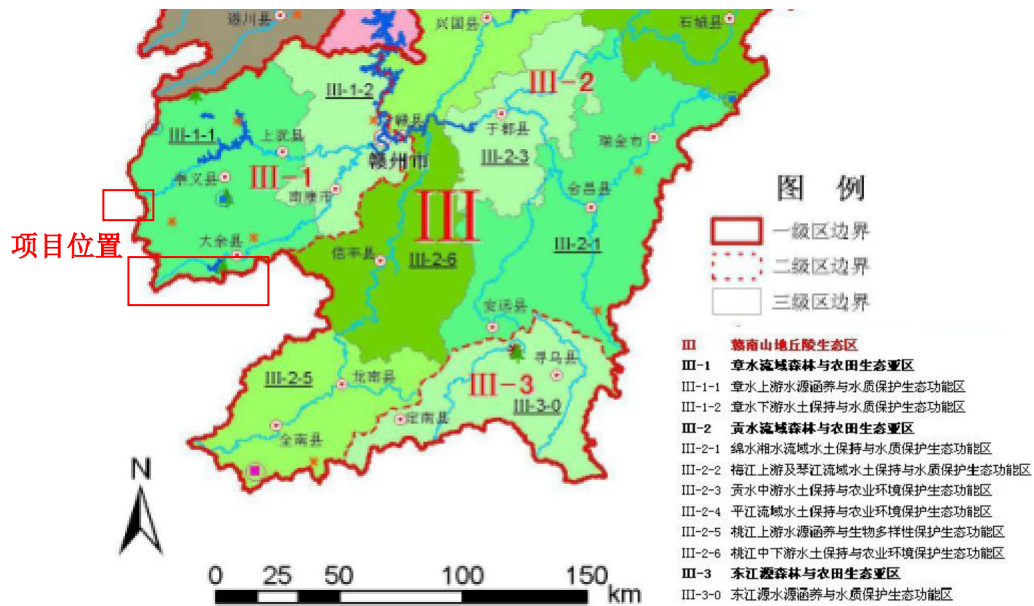 遂川县
兴国县
石城县
III-2
III-1-2
赣县
于都县
III-1-1
上犹县
瑞金市
赣州市
III-2-3
崇义县
III-1
会昌县
南康市
图 例
III
一级区边界
项目位置
大余县
信丰县
III-2-6
III-2-1
二级区边界
三级区边界
安远县
III 赣南山地丘陵生态区
寻乌县
III-1 章水流域森林与农田生态亚区
III-2-5
龙南县
III-3
III-1-1 章水上游水源涵养与水质保护生态功能区
III-3-0
III-1-2 章水下游水土保持与水质保护生态功能区
定南县
III-2 贡水流域森林与农田生态亚区
全南县
III-2-1 绵水湘水流域水土保持与水质保护生态功能区
N
III-2-2 梅江上游及琴江流域水土保持与水质保护生态功能区
III-2-3 贡水中游水土保持与农业环境保护生态功能区
III-2-4 平江流域水土保持与农业环境保护生态功能区
III-2-5 桃江上游水源涵养与生物多样性保护生态功能区
III-2-6 桃江中下游水土保持与农业环境保护生态功能区
III-3 东江源森林与农田生态亚区
III-3-0 东江源水源涵养与水质保护生态功能区
0 25 50 100 150
km